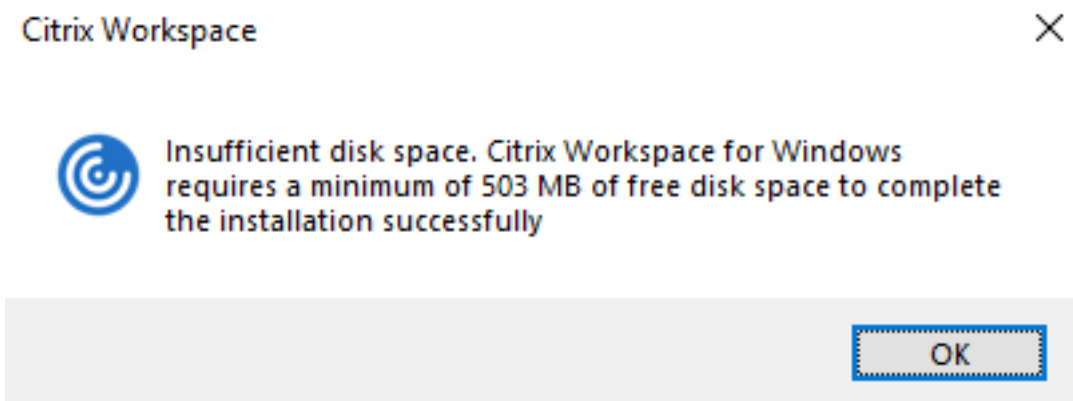 Citrix Workspace
Insufficient disk space. Citrix Workspace for Windows
requires a minimum of 503 MB of free disk space to complete
the installation successfully
OK